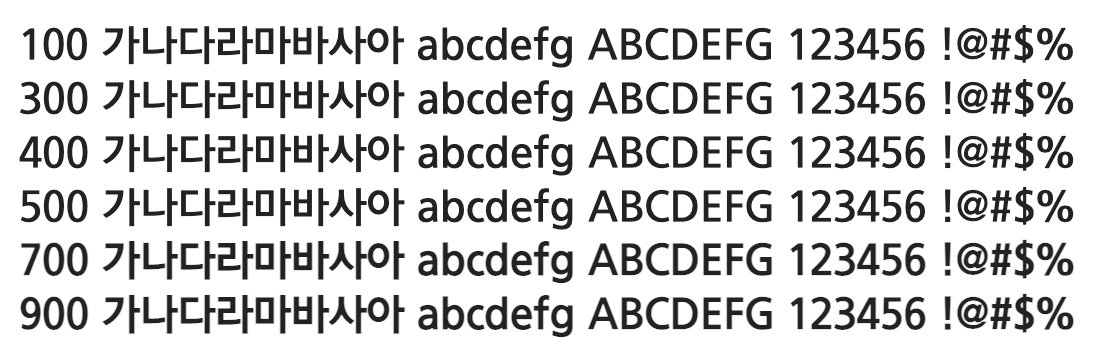 100 가나다라마바사아 abcdefg ABCDEFG 123456 !@#$%
300 가나다라마바사아 abcdefg ABCDEFG 123456 !@#$%
400 가나다라마바사아 abcdefg ABCDEFG 123456 !@#$%
500 가나다라마바사아 abcdefg ABCDEFG 123456 !@#$%
700 가나다라마바사아 abcdefg ABCDEFG 123456 !@#$%
900 가나다라마바사아 abcdefg ABCDEFG 123456 !@#$%